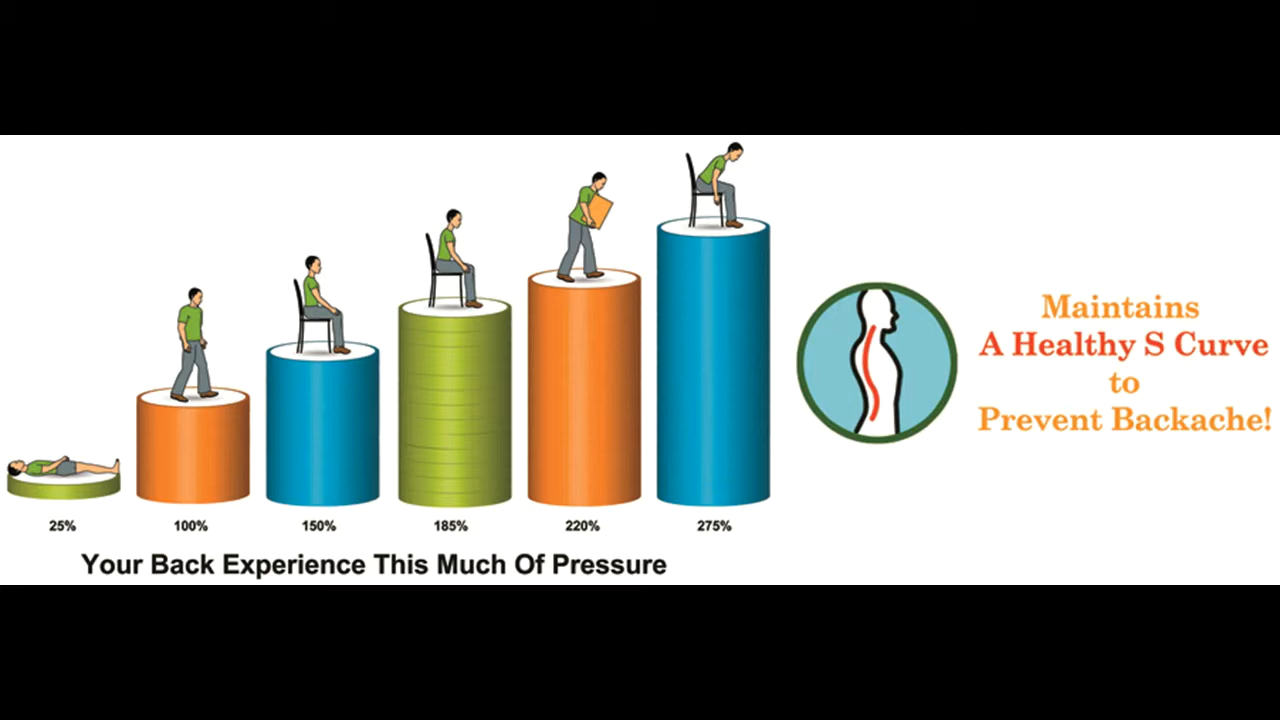 25%
100%
150%
185%
220%
275%
Your Back Experience This Much Of Pressure
Maintains
A Healthy S Curve
to
Prevent Backache!